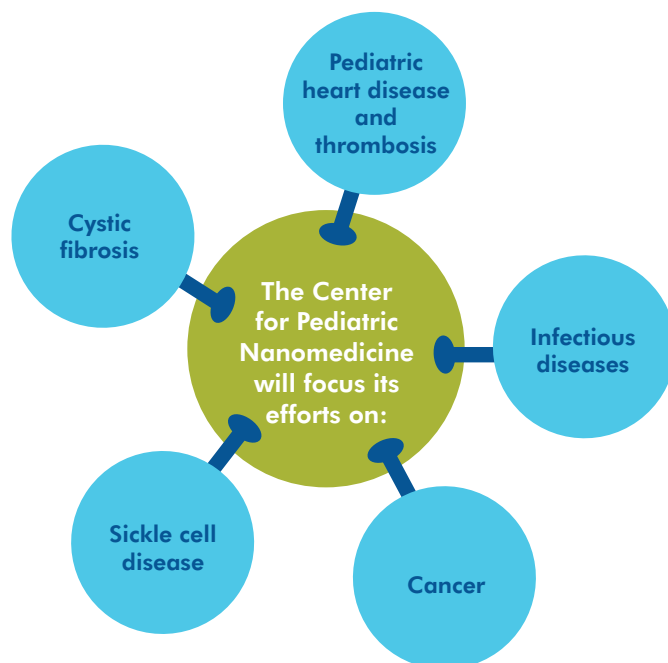 Pediatric
heart disease
and
thrombosis
Cystic
fibrosis
The Center
for Pediatric
Nanomedicine
will focus its
efforts on:
Infectious
diseases
Sickle cell
disease
Cancer